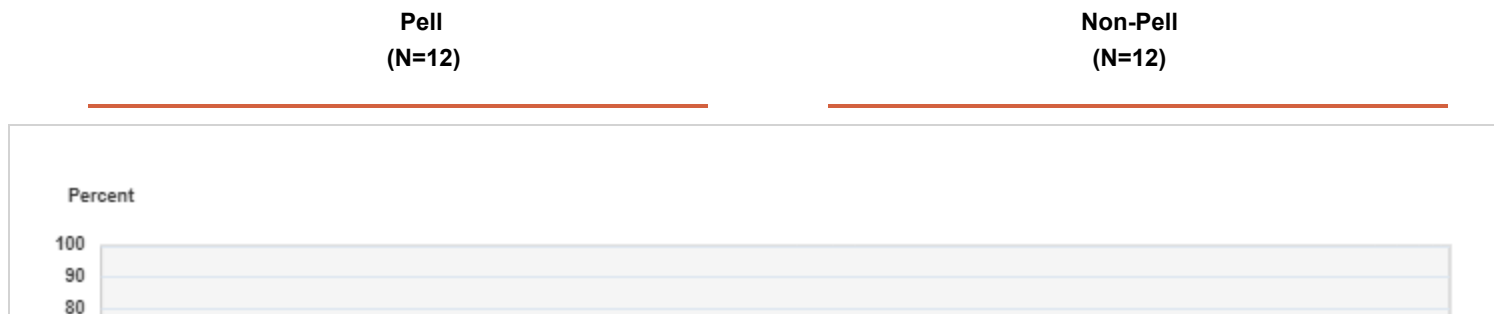 Pell
(N=12)
Non-Pell
(N=12)
Percent
100
90
80